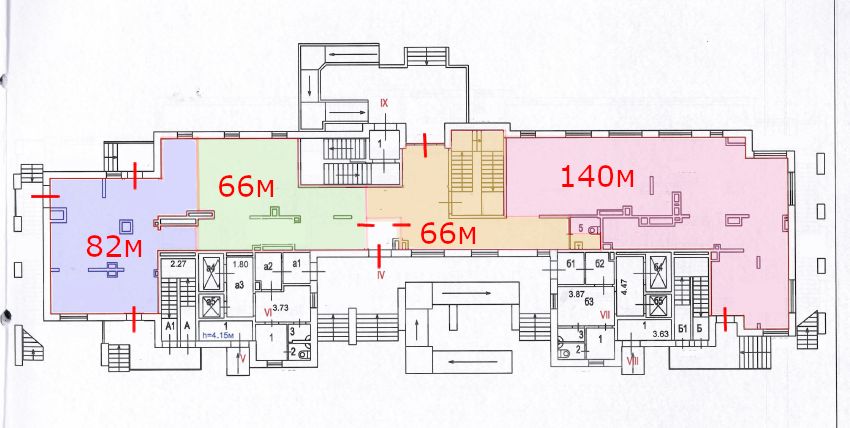 IX
1
140м
66м
5
66м
82м
2.27
а4
1.80
а2
а1
IV
б1
б2
б4
а5
а3
3.73
3.87
б3
4.47
б5
VI
VII
А1
А
1
1
3
2
3
2
1
1
3.63
Б1
Б
h=4.15м
V
VIII